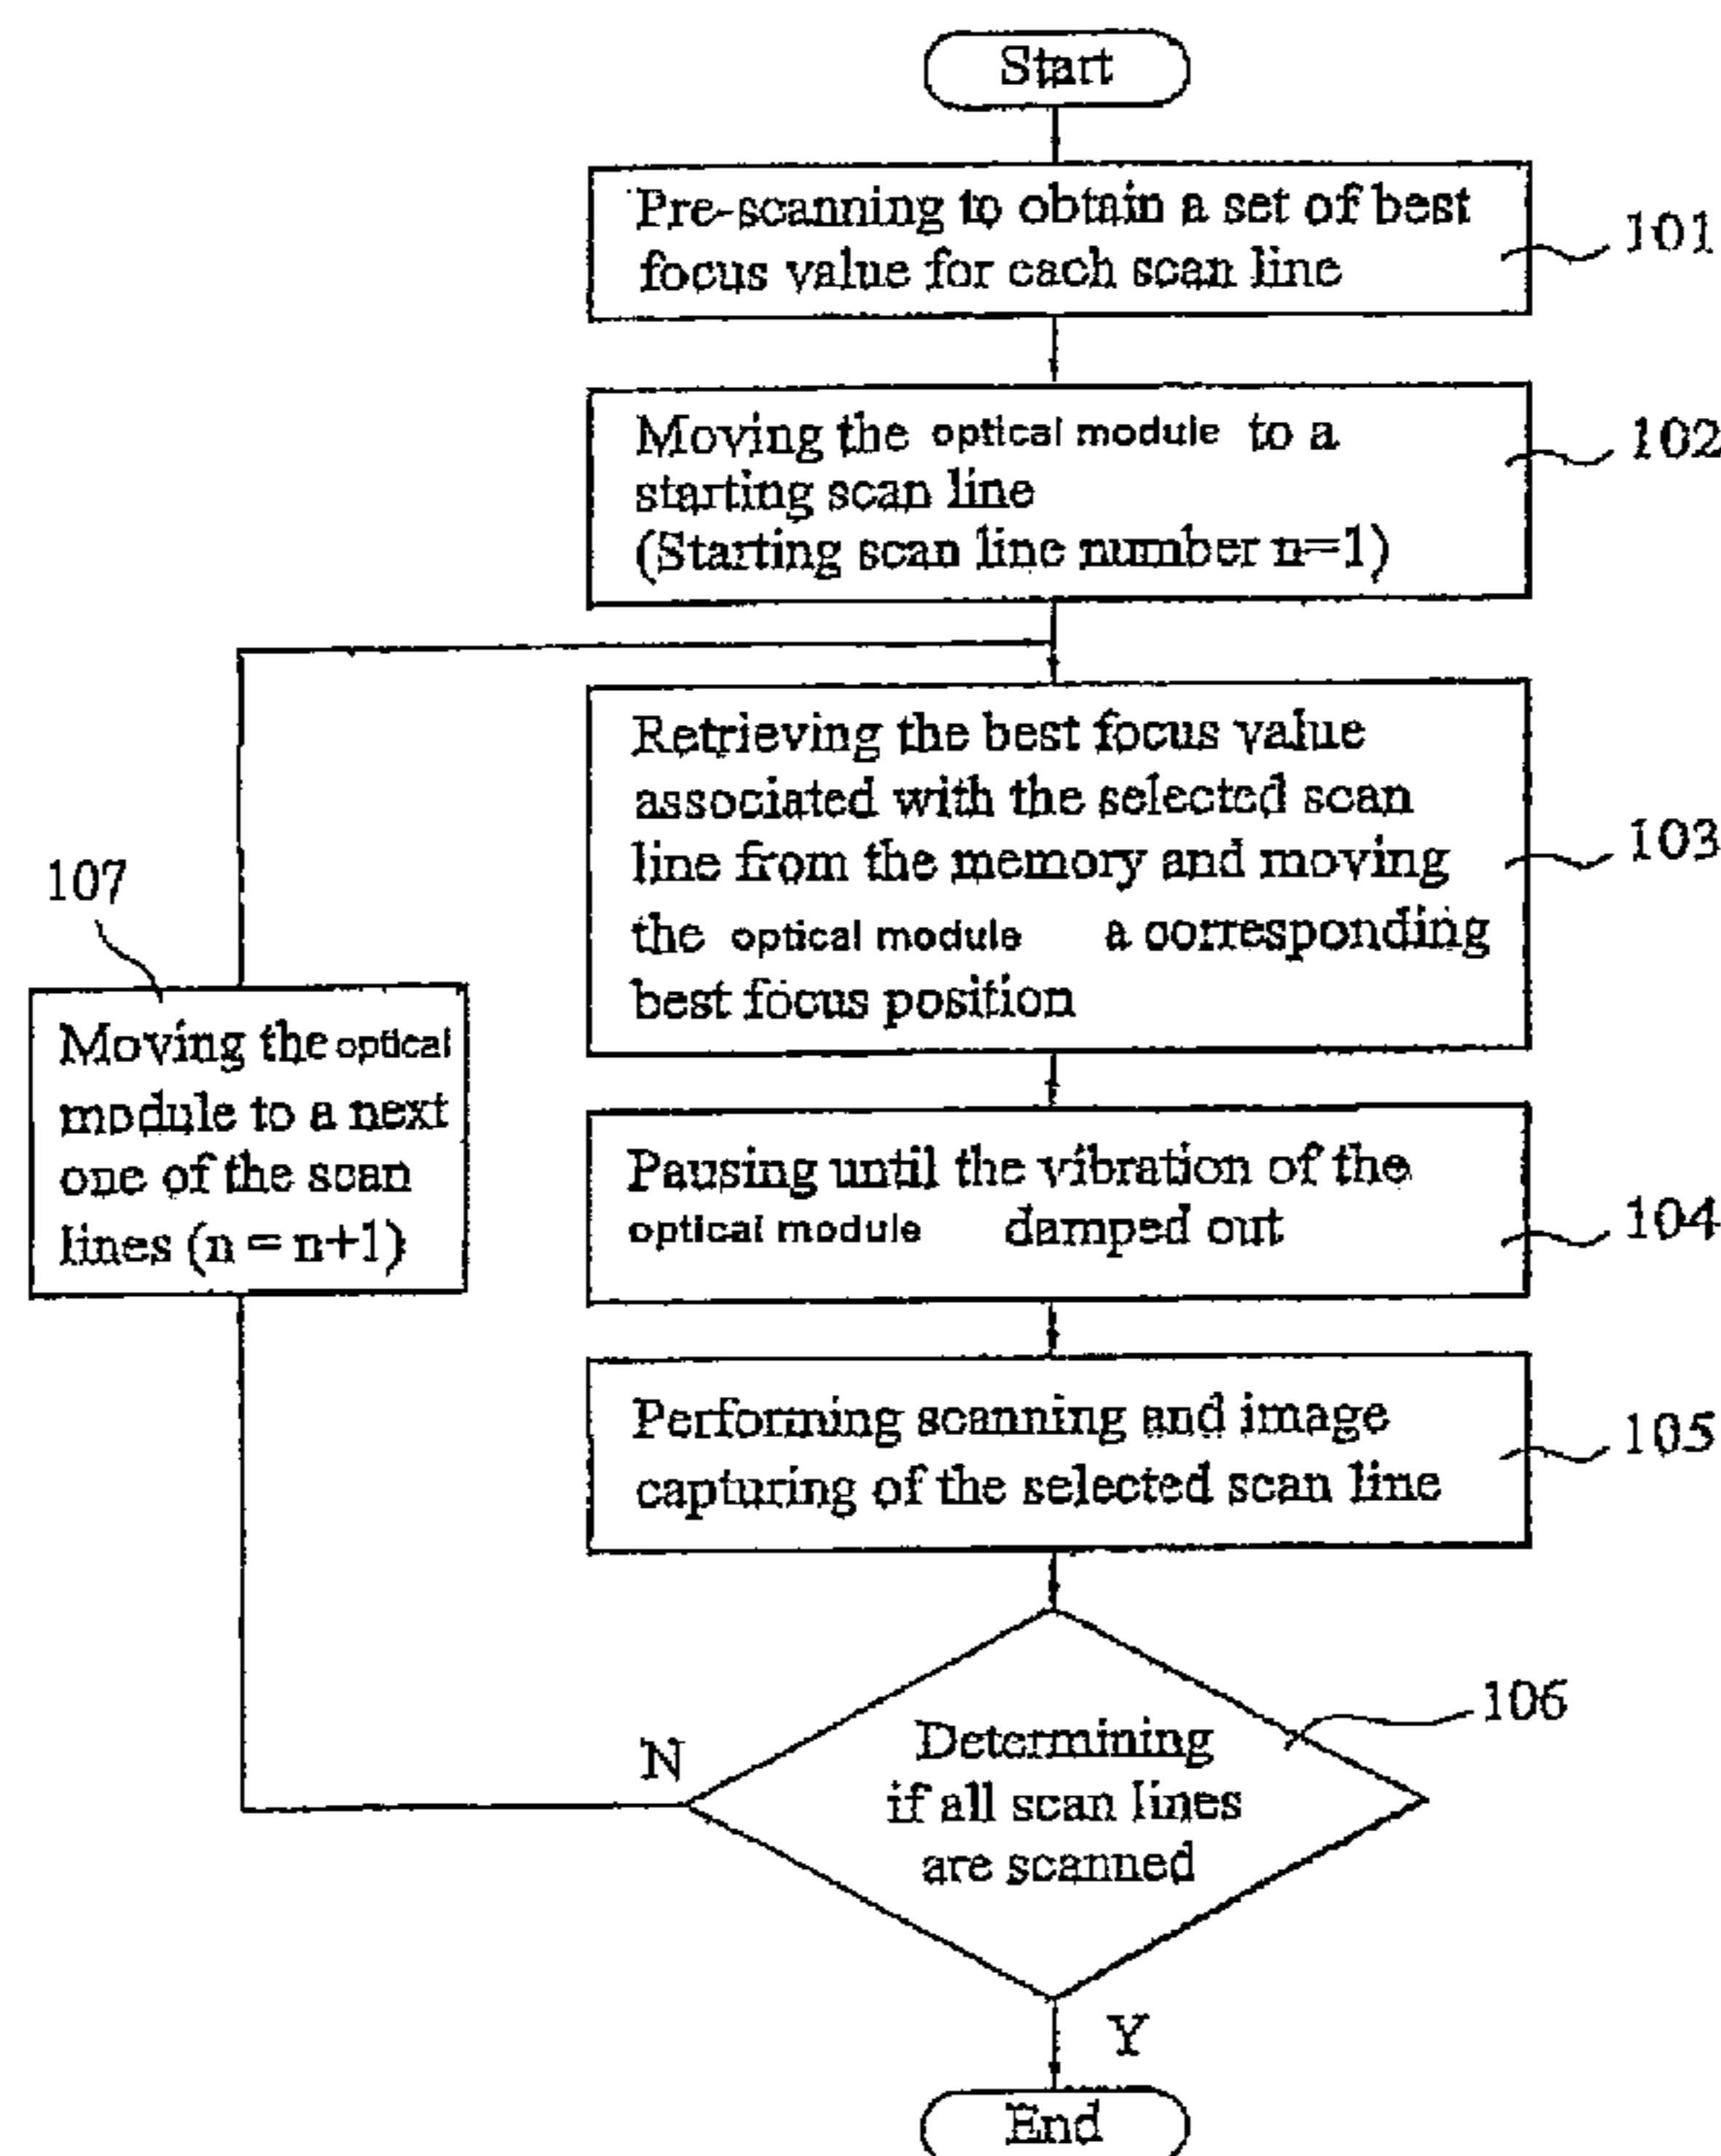 Start
Pre-scanning to obtain a set of best
focus value for each scan line
101
Moving the optical module to a
starting scan line
(Starting scan line number n=1)
102
Retrieving the best focus value
associated with the selected scan
line from the memory and moving
the optical module a corresponding
best focus position
103
Pausing until the vibration of the
optical module damped out
104
Performing scanning and image
capturing of the selected scan line
105
Determining
if all scan lines
are scanned
106
N
Y
107
Moving the optical
module to a next
one of the scan
lines (n = n+1)
End